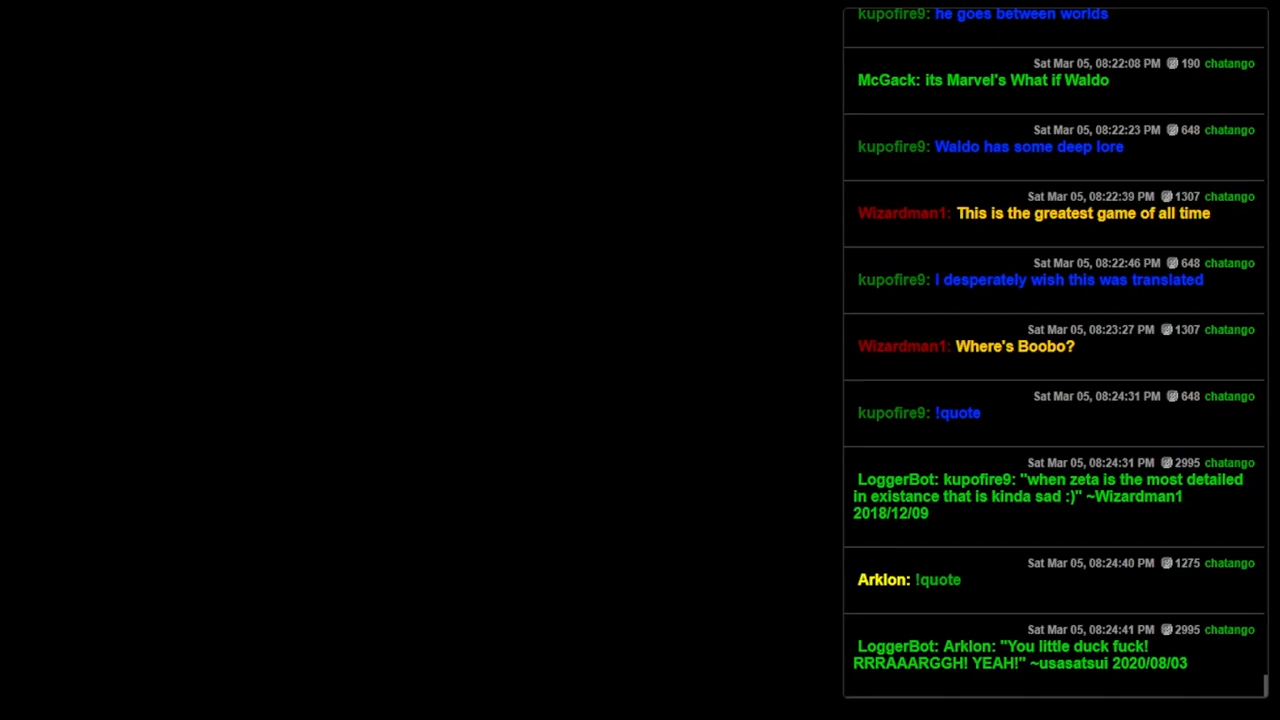 kupofire9: he goes between worlds
Sat Mar 05, 08:22:08 PM 190 chatango
McGack: its Marvel's What if Waldo
Sat Mar 05, 08:22:23 PM 648 chatango
kupofire9: Waldo has some deep lore
Sat Mar 05, 08:22:39 PM 1307 chatango
Wizardman1: This is the greatest game of all time
Sat Mar 05, 08:22:46 PM 648 chatango
kupofire9: I desperately wish this was translated
Sat Mar 05, 08:23:27 PM 1307 chatango
Wizardman1: Where's Boobo?
Sat Mar 05, 08:24:31 PM 648 chatango
kupofire9: !quote
Sat Mar 05, 08:24:31 PM 2995 chatango
LoggerBot: kupofire9: "when zeta is the most detailed
in existance that is kinda sad :)" ~Wizardman1
2018/12/09
Sat Mar 05, 08:24:40 PM 1275 chatango
Arklon: !quote
Sat Mar 05, 08:24:41 PM 2995 chatango
LoggerBot: Arklon: "You little duck fuck!
RRRAAARGGH! YEAH!" ~usasatsui 2020/08/03